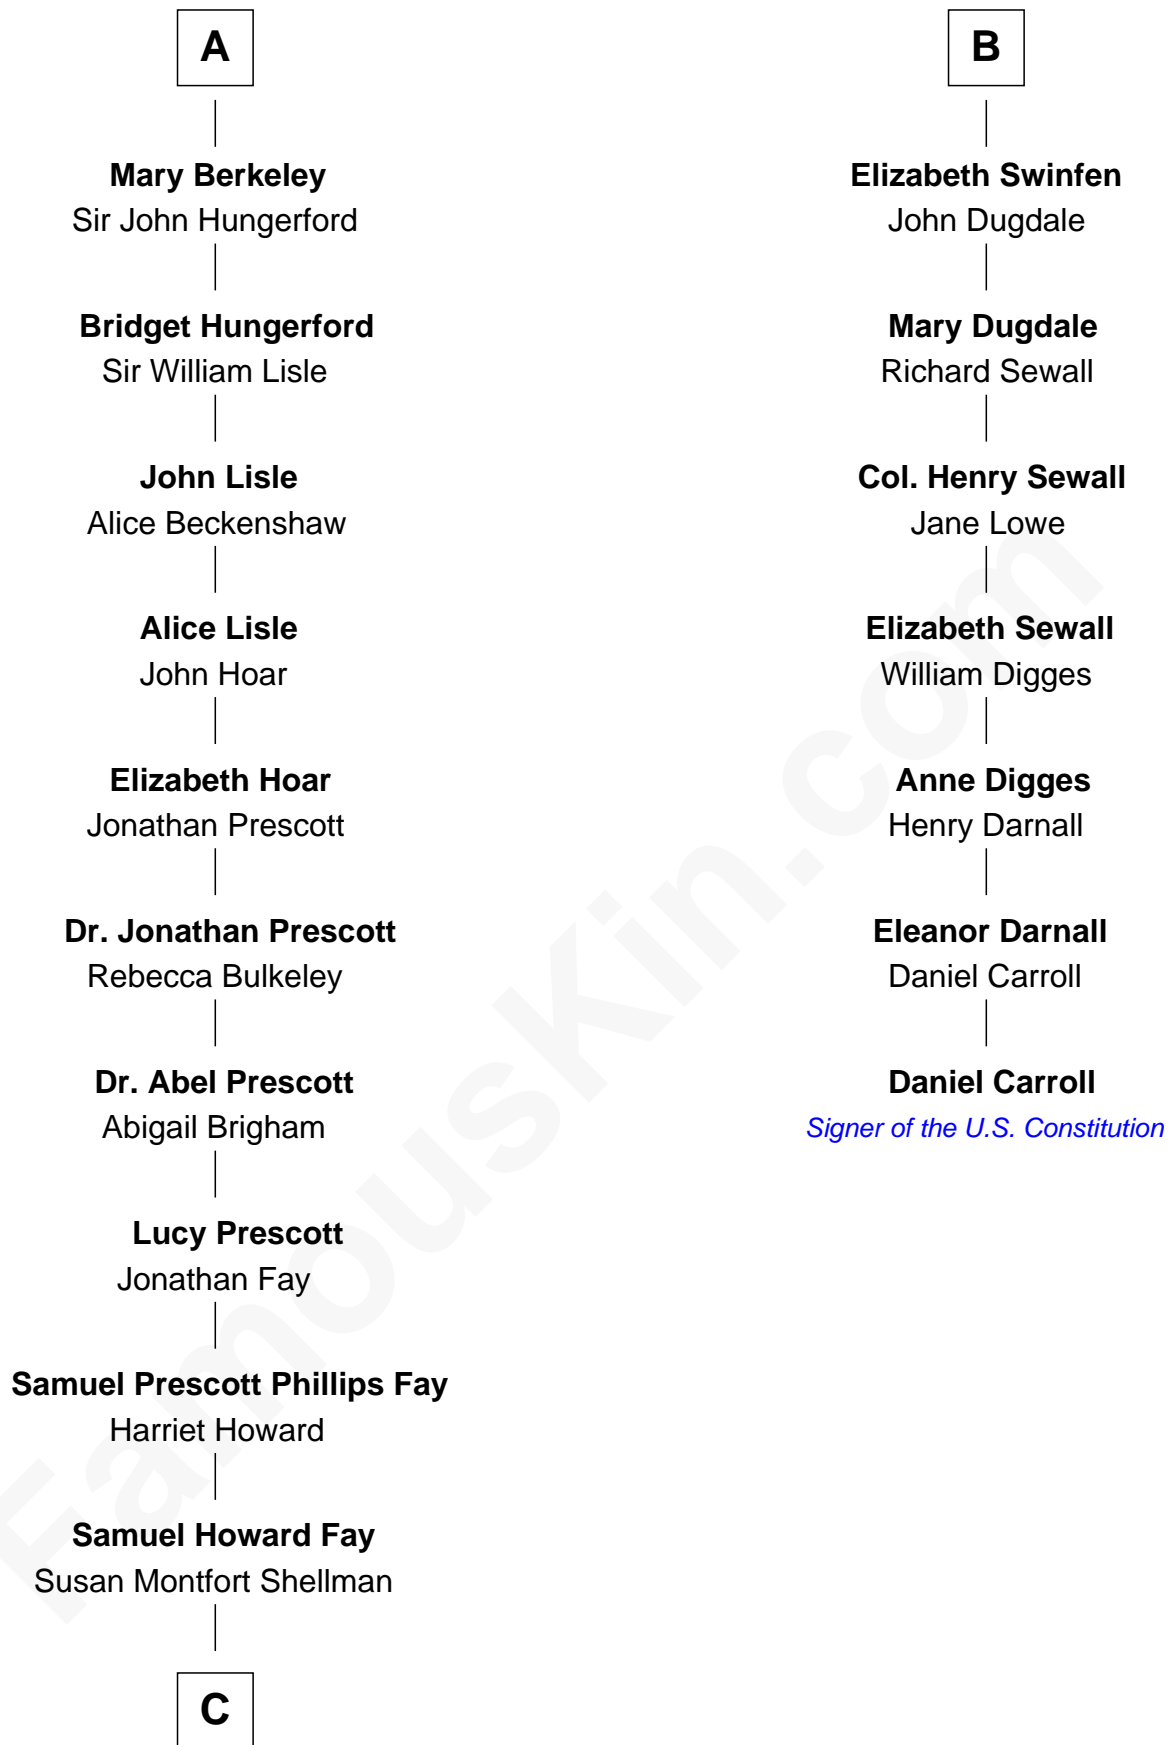 A
Mary Berkeley
Sir John Hungerford
Bridget Hungerford
Sir William Lisle
John Lisle
Alice Beckenshaw
Alice Lisle
John Hoar
Elizabeth Hoar
Jonathan Prescott
Dr. Jonathan Prescott
Rebecca Bulkeley
Dr. Abel Prescott
Abigail Brigham
Lucy Prescott
Jonathan Fay
Samuel Prescott Phillips Fay
Harriet Howard
Samuel Howard Fay
Susan Montfort Shellman
C
B
Elizabeth Swinfen
John Dugdale
Mary Dugdale
Richard Sewall
Col. Henry Sewall
Jane Lowe
Elizabeth Sewall
William Digges
Anne Digges
Henry Darnall
Eleanor Darnall
Daniel Carroll
Daniel Carroll
Signer of the U.S. Constitution
FamousKin.com